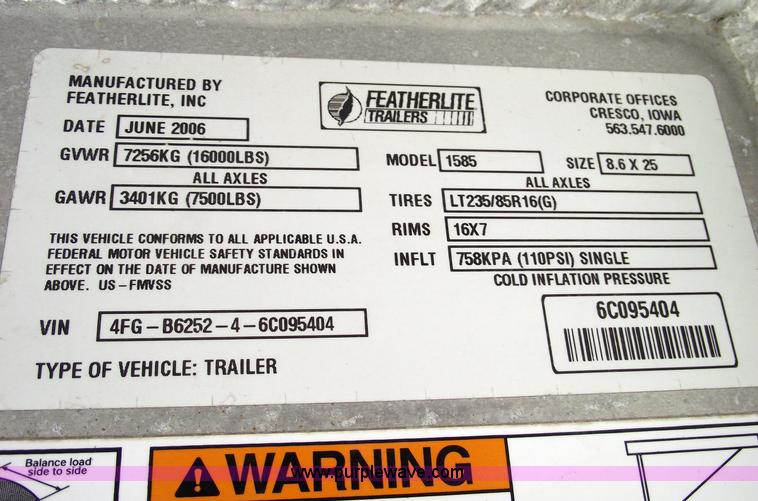 MANUFACTURED BY
FEATHERLITE, INC
FEATHERLITE
TRAILERS
CORPORATE OFFICES
CRESCO, IOWA
563.547.6000
DATE JUNE 2006
GVWR 7256KG (16000LBS)
ALL AXLES
GAWR 3401KG (7500LBS)
MODEL 1585 SIZE 8.6 X 25
ALL AXLES
TIRES LT235/85R16(G)
RIMS 16X7
INFLT 758KPA (110PSI) SINGLE
COLD INFLATION PRESSURE
THIS VEHICLE CONFORMS TO ALL APPLICABLE U.S.A.
FEDERAL MOTOR VEHICLE SAFETY STANDARDS IN
EFFECT ON THE DATE OF MANUFACTURE SHOWN
ABOVE. US-FMVSS
VIN 4FG-B6252-4-6C095404
6C095404
TYPE OF VEHICLE: TRAILER
Balance load
side to side
WARNING
www.purplewave.com